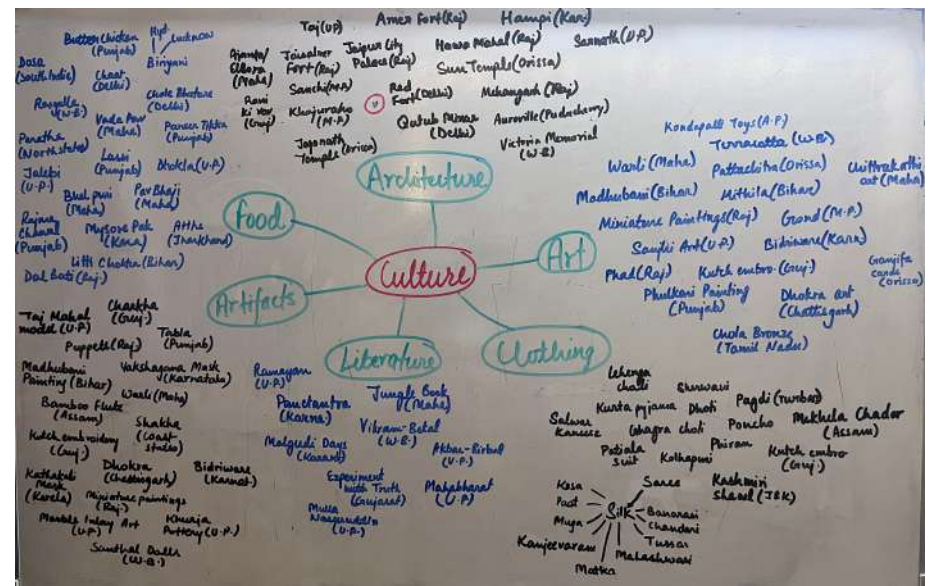 Culture
Architecture
Taj (U.P)
Amer Fort (Raj)
Hampi (Kar.)
Ajanta/
Ellora
(Maha)
Jaisalmer
Fort (Raj)
Jaipur City
Palace (Raj)
Hawa Mahal (Raj)
Sarnath (U.P.)
Sanchi (M.P.)
Sun Temple (Orissa)
Rani
ki Vav
(Guj)
Khajuraho
(M.P)
Red
Fort (Delhi)
Mehangarh (Raj)
Qutub Minar
(Delhi)
Auroville (Puducherry)
Jagannath
Temple (Orissa)
Victoria Memorial
(W.B)
Food
Butter Chicken
(Punjab)
Hyd.
Lucknow
Biriyani
Dosa
(South India)
Chaat
(Delhi)
Rasgulla
(W.B)
Chole Bhature
(Delhi)
Vada Pav
(Maha)
Paneer Tikka
(Punjab)
Paratha
(North states)
Lassi
(Punjab)
Dhokla (U.P)
Jalebi
(U.P.)
Bhel puri
(Maha)
Pav Bhaji
(Maha)
Rajma
Chawal
(Punjab)
Mysore Pak
(Kana)
(Jharkhand)
Litti Chokha (Bihar)
Dal Bati (Raj.)
Art
Kondapalli Toys (A.P)
Terracotta (W.B)
Warli (Maha)
Pattachitra (Orissa)
Chittrakathi
art (Maha)
Madhubani (Bihar)
Mithila (Bihar)
Miniature Paintings (Raj)
Gond (M.P.)
Sanjhi Art (U.P)
Bidriware (Karn)
Phad (Raj)
Kutch embro. (Guj.)
Ganjifa
cards
(Orissa)
Phulkari Painting
(Punjab)
Dhokra art
(Chattisgarh)
Chola Bronze
(Tamil Nadu)
Artifacts
Taj Mahal
model (U.P)
Charkha
(Guj.)
Puppets (Raj)
Tabla
(Punjab)
Madhubani
Painting (Bihar)
Yakshagana Mask
(Karnataka)
Warli (Maha)
Bamboo Flute
(Assam)
Shakha
(Coast
states)
Kutch embroidery
(Guj.)
Dhokra
(Chattisgarh)
Bidriware
(Karnat)
Kathakali
Mask
(Kerela)
Miniature paintings
(Raj.)
Marble Inlay Art
(U.P)
Khurja
Pottery (U.P.)
Santhal Dolls
(W.B.)
Literature
Ramayan
(U.P.)
Jungle Book
(Maha)
Panctantra
(Karna.)
Vikram-Betal
(W.B.)
Malgudi Days
(Karnat)
Akbar-Birbal
(U.P.)
Experiment
with Truth
(Gujarat)
Mahabharat
(U.P)
Mulla
Nasruddin
(U.P.)
Clothing
Lehenga
choli
Sherwani
Kurta pyjama
Dhoti
Pagdi (Turban)
Salwar
Kameez
Ghagra choli
Poncho
Mekhela Chador
(Assam)
Patiala
suit
Kolhapuri
Phiran
Kutch embro
(Guj.)
Saree
Kashmiri
Shawl (J&K)
Silk
Kosa
Paat
Muga
Kanjeevaram
Matka
Maheshwari
Tussar
Chanderi
Banarasi